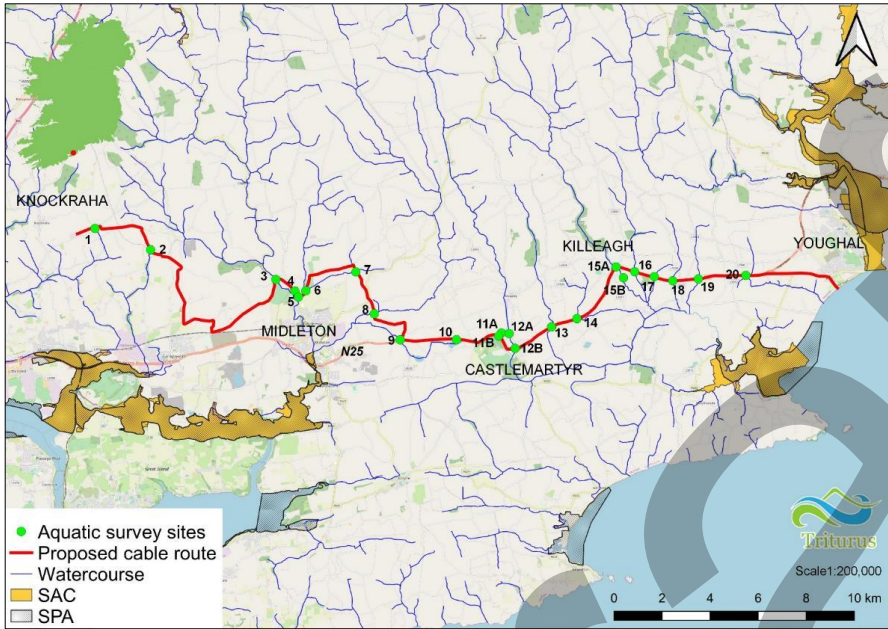 KNOCKRAHA
1
2
3
4
5
6
7
8
9
10
11A
11B
12A
12B
13
14
15A
15B
16
17
18
19
20
MIDLETON
N25
CASTLEMARTYR
KILLEAGH
YOUGHAL
Great Island
Aquatic survey sites
Proposed cable route
Watercourse
SAC
SPA
Triturus
Scale1:200,000
0 2 4 6 8 10 km